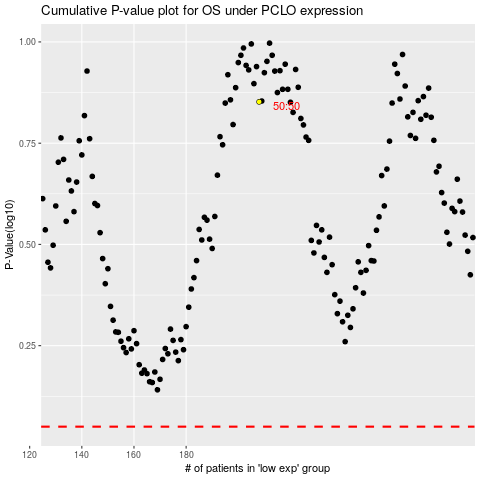 Cumulative P-value plot for OS under PCLO expression
P-Value(log10)
1.00
0.75
0.50
0.25
50:50
120 140 160 180
# of patients in 'low exp' group